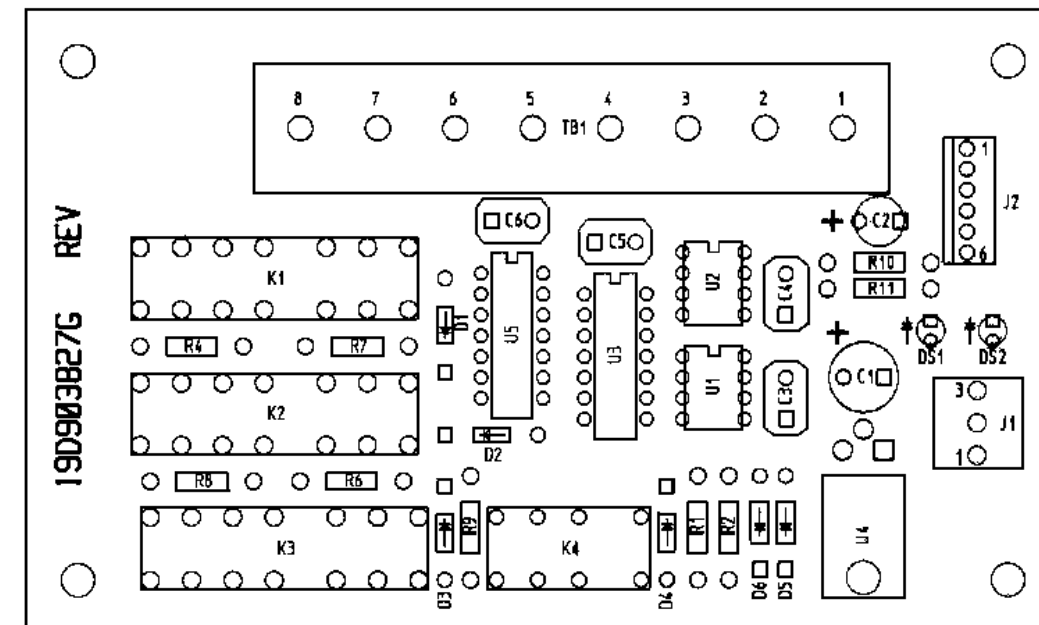 8 7 6 5 4 3 2 1
TB1
1
J2
6
C6
C5
+ C2
R10
R11
K1
D1
U5
U3
U2
C4
R4
R7
+
DS1
DS2
K2
U1
C3
C1
3
J1
1
D2
R8
R6
K3
R9
K4
R1
R2
U4
D3
D4
D6
D5
19D903827G REV